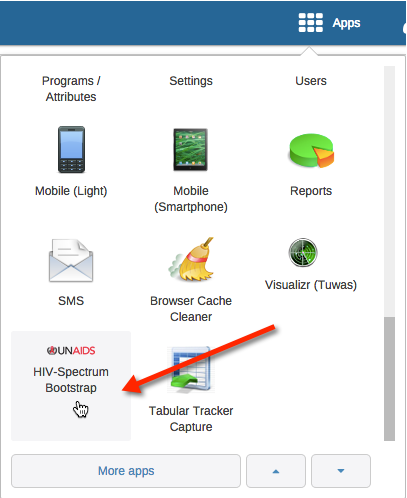 Apps
Programs /
Attributes
Settings
Users
Mobile (Light)
Mobile
(Smartphone)
Reports
SMS
Browser Cache
Cleaner
Visualizr (Tuwas)
UNAIDS
HIV-Spectrum
Bootstrap
Tabular Tracker
Capture
More apps